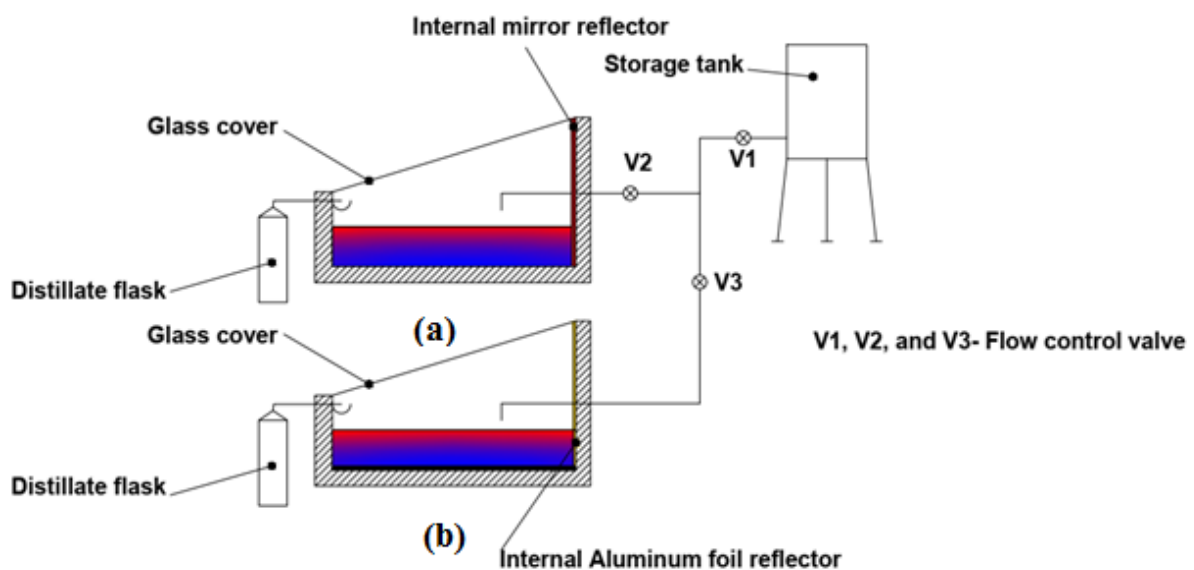 Internal mirror reflector
Storage tank
Glass cover
V1
V2
Distillate flask
V3
(a)
Glass cover
V1, V2, and V3- Flow control valve
Distillate flask
(b)
Internal Aluminum foil reflector